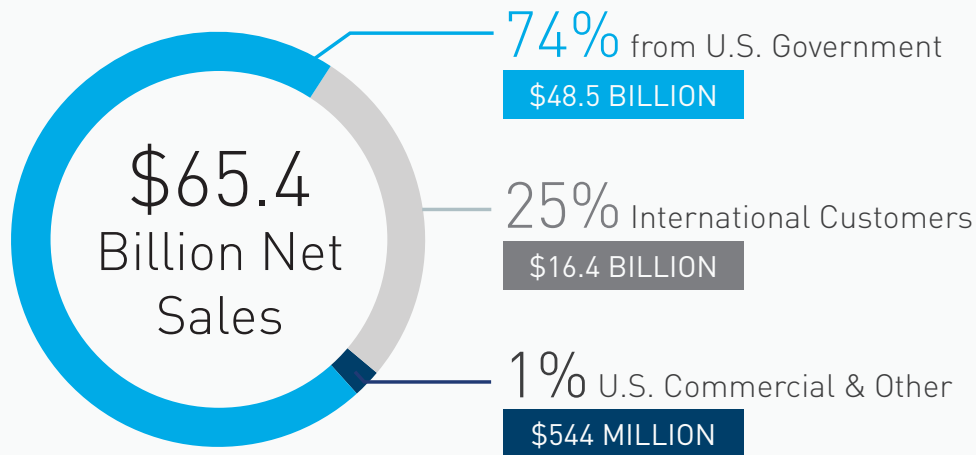 $65.4
Billion Net
Sales
74% from U.S. Government
$48.5 BILLION
25% International Customers
$16.4 BILLION
1% U.S. Commercial & Other
$544 MILLION